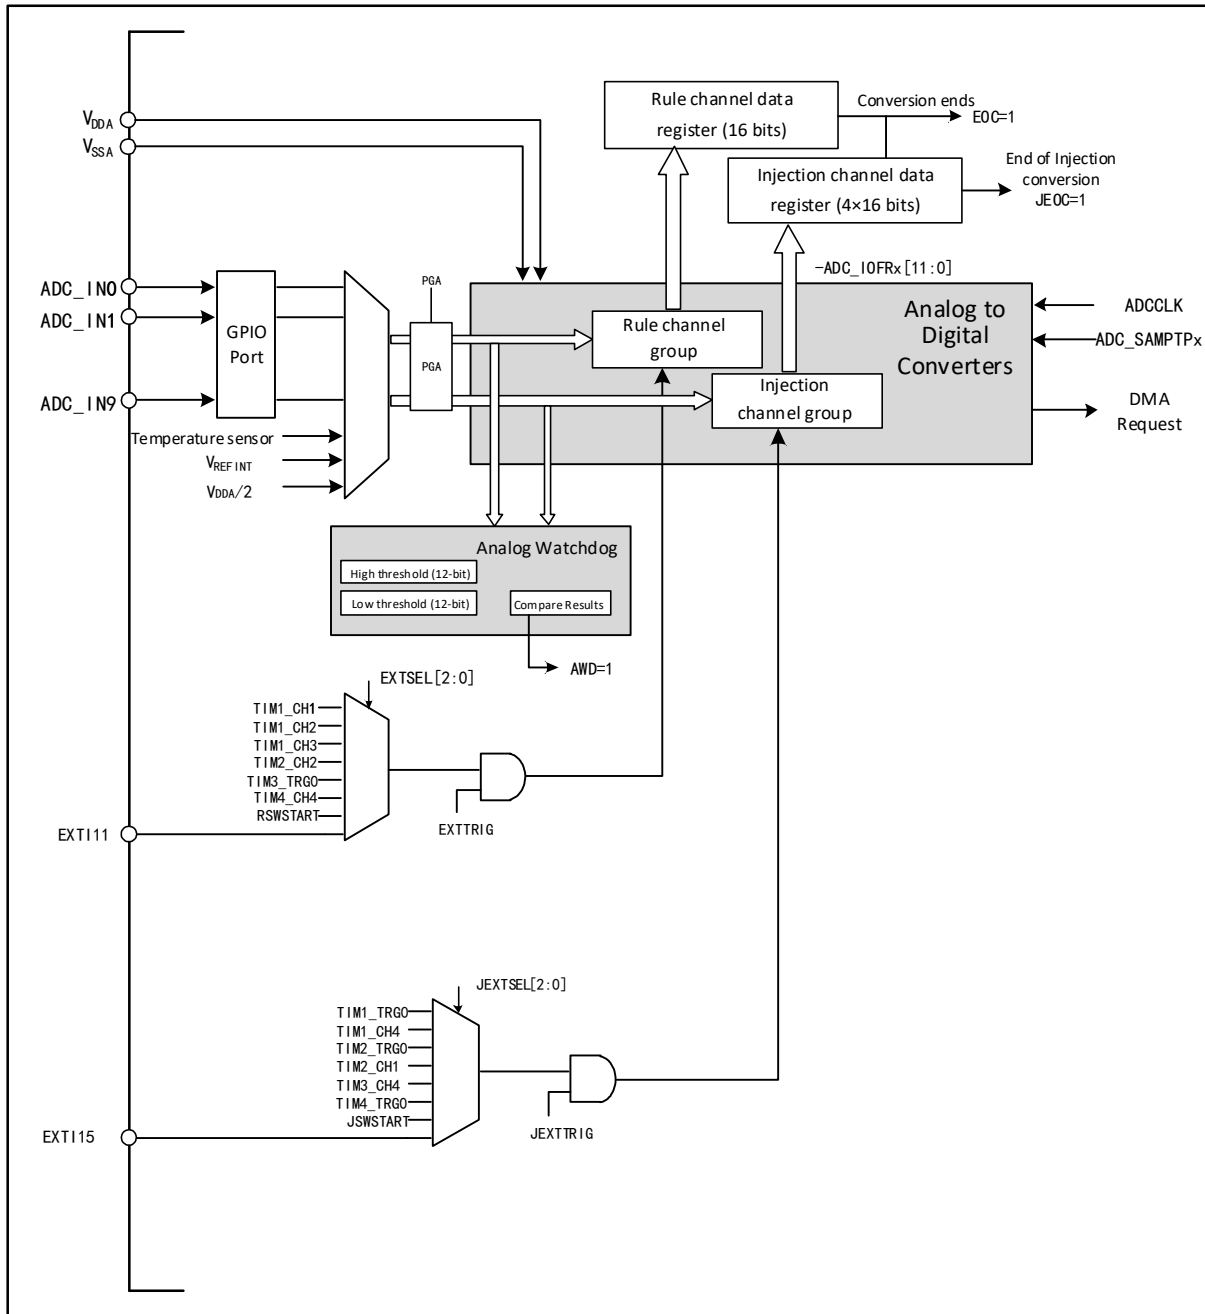 Rule channel data
register (16 bits)
Conversion ends
EOC=1
V_DDA
V_SSA
Injection channel data
register (4×16 bits)
End of Injection
conversion
JEOC=1
-ADC_IOFRx[11:0]
ADC_IN0
ADC_IN1
ADC_IN9
GPIO
Port
PGA
PGA
Rule channel
group
Injection
channel group
Analog to
Digital
Converters
ADCCLK
ADC_SAMPTPx
DMA
Request
Temperature sensor
V_REFINT
V_DDA/2
Analog Watchdog
High threshold (12-bit)
Low threshold (12-bit)
Compare Results
AWD=1
EXTSEL[2:0]
TIM1_CH1
TIM1_CH2
TIM1_CH3
TIM2_CH2
TIM3_TRGO
TIM4_CH4
RSWSTART
EXTI11
EXTTRIG
JEXTSEL[2:0]
TIM1_TRGO
TIM1_CH4
TIM2_TRGO
TIM2_CH1
TIM3_CH4
TIM4_TRGO
JSWSTART
EXTI15
JEXTTRIG